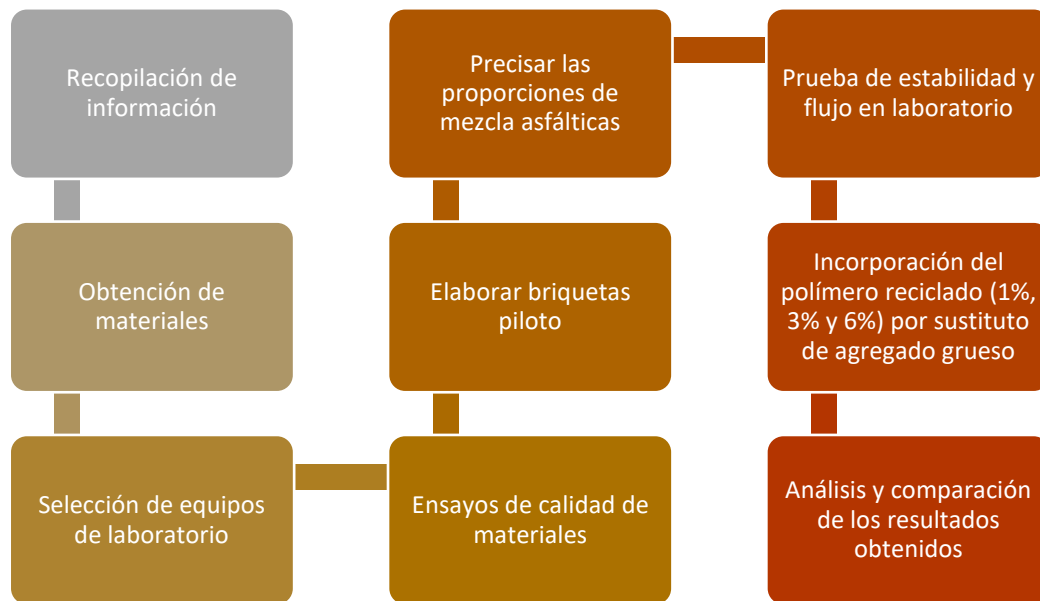 Recopilación de
información
Obtención de
materiales
Selección de equipos
de laboratorio
Ensayos de calidad de
materiales
Elaborar briquetas
piloto
Precisar las
proporciones de
mezcla asfálticas
Prueba de estabilidad y
flujo en laboratorio
Incorporación del
polímero reciclado (1%,
3% y 6%) por sustituto
de agregado grueso
Análisis y comparación
de los resultados
obtenidos